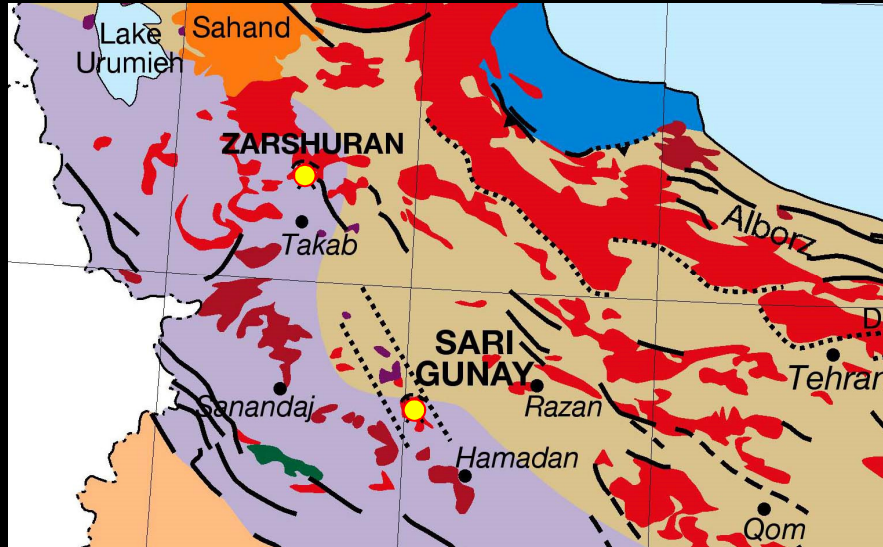 Lake
Urumieh
Sahand
ZARSHURAN
Takab
Alborz
D
SARI
GUNAY
Tehran
Sanandaj
Razan
Hamadan
Qom